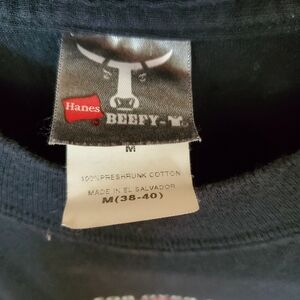 Hanes
BEEFY-T
M
100% PRESHRUNK COTTON
MADE IN EL SALVADOR
M(38-40)